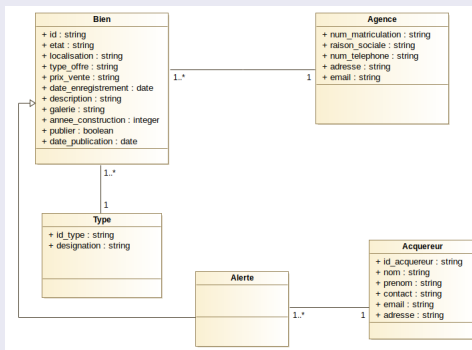 Bien
+ id : string
+ etat : string
+ localisation : string
+ type_offre : string
+ prix_vente : string
+ date_enregistrement : date
+ description : string
+ galerie : string
+ annee_construction : integer
+ publier : boolean
+ date_publication : date
Agence
+ num_matriculation : string
+ raison_sociale : string
+ num_telephone : string
+ adresse : string
+ email : string
1..*
1
1..*
1
Type
+ id_type : string
+ designation : string
Alerte
1..*
1
Acquereur
+ id_acquereur : string
+ nom : string
+ prenom : string
+ contact : string
+ email : string
+ adresse : string